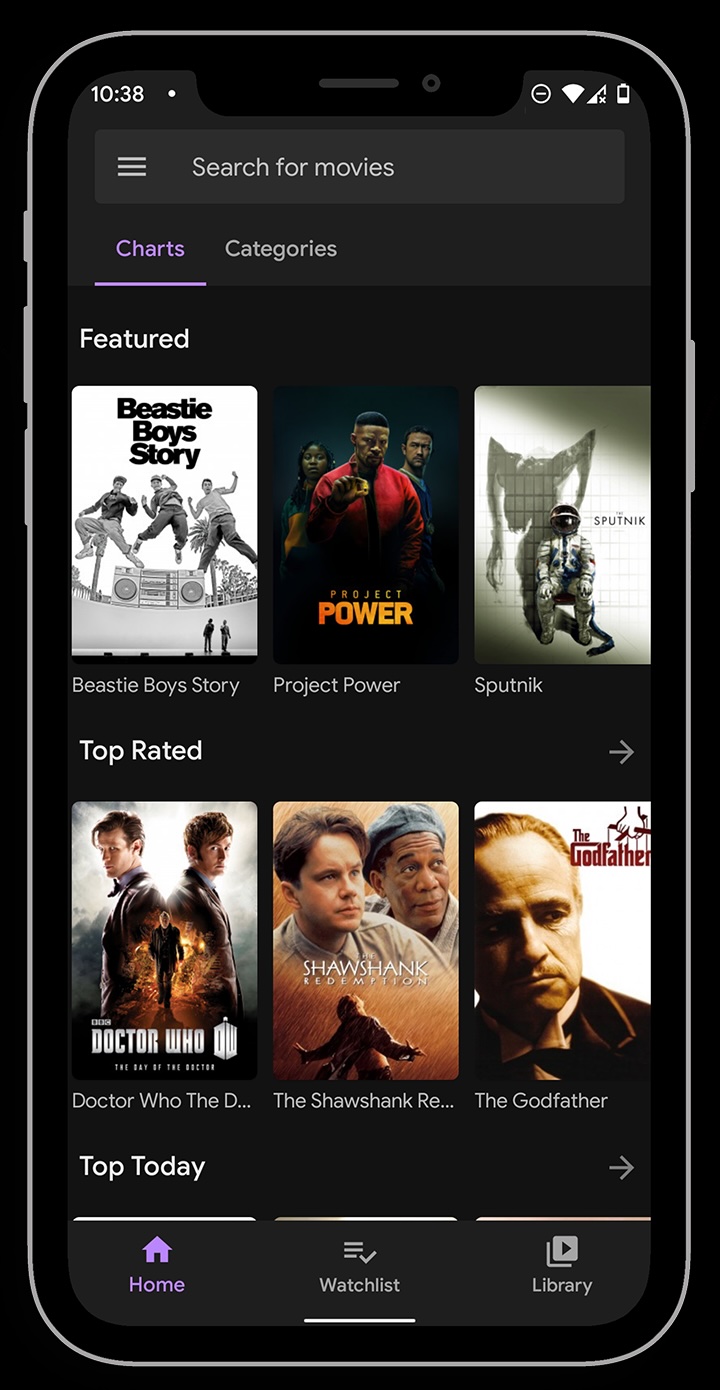 10:38
Search for movies
Charts
Categories
Featured
Beastie
Boys
Story
PROJECT
POWER
THE
SPUTNIK
Beastie Boys Story
Project Power
Sputnik
Top Rated
BBC
DOCTOR WHO DW
THE DAY OF THE DOCTOR
THE
SHAWSHANK
REDEMPTION
The
Godfather
Doctor Who The D...
The Shawshank Re...
The Godfather
Top Today
Home
Watchlist
Library